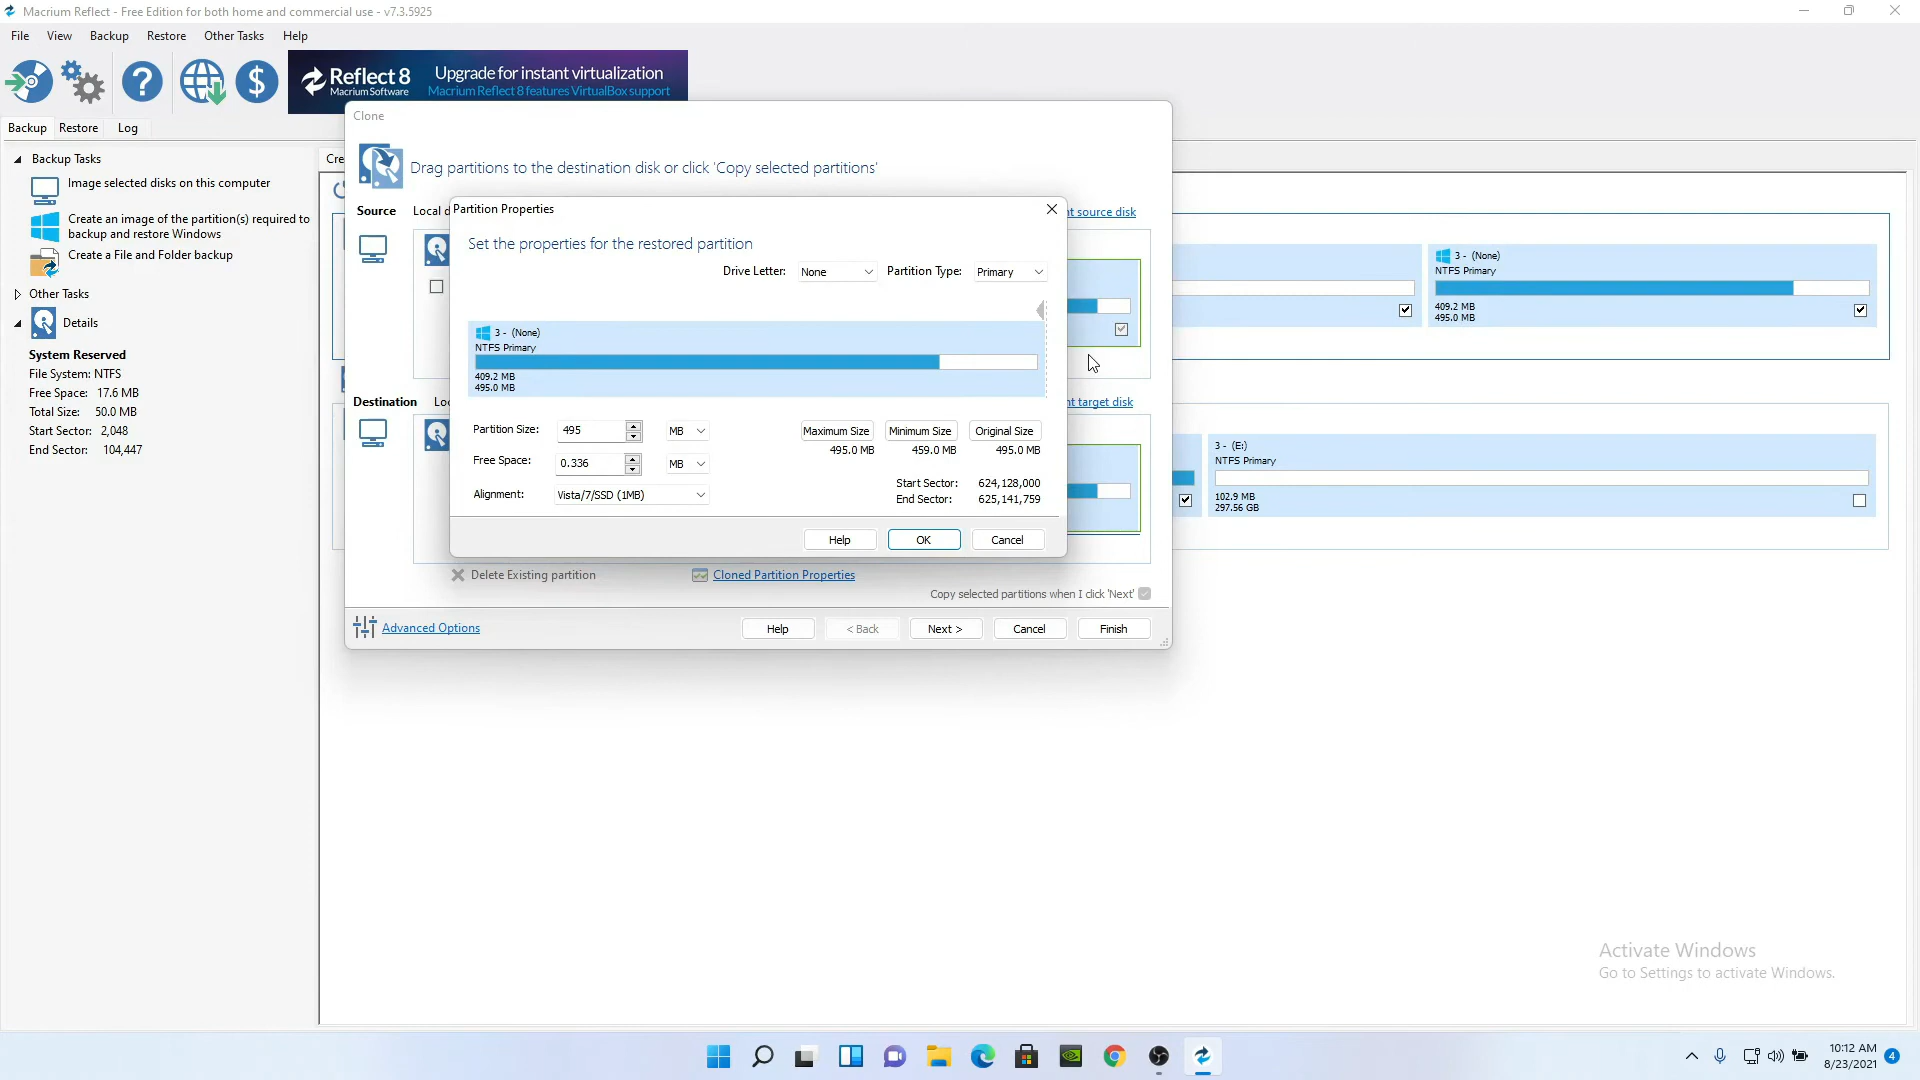 Macrium Reflect - Free Edition for both home and commercial use - v7.3.5925
File View Backup Restore Other Tasks Help
Reflect 8
Macrium Software
Upgrade for instant virtualization
Macrium Reflect 8 features VirtualBox support
Backup Restore Log
Backup Tasks
Image selected disks on this computer
Create an image of the partition(s) required to
backup and restore Windows
Create a File and Folder backup
Other Tasks
Details
System Reserved
File System: NTFS
Free Space: 17.6 MB
Total Size: 50.0 MB
Start Sector: 2,048
End Sector: 104,447
Cre
Clone
Drag partitions to the destination disk or click 'Copy selected partitions'
Source Local d
nt source disk
Partition Properties
Set the properties for the restored partition
Drive Letter: None Partition Type: Primary
3 - (None)
NTFS Primary
409.2 MB
495.0 MB
Partition Size: 495 MB
Free Space: 0.336 MB
Alignment: Vista/7/SSD (1MB)
Maximum Size Minimum Size Original Size
495.0 MB 459.0 MB 495.0 MB
Start Sector: 624,128,000
End Sector: 625,141,759
Help OK Cancel
Destination Loc
nt target disk
Delete Existing partition
Cloned Partition Properties
Copy selected partitions when I click 'Next'
Advanced Options
Help < Back Next > Cancel Finish
3 - (None)
NTFS Primary
409.2 MB
495.0 MB
3 - (E:)
NTFS Primary
102.9 MB
297.56 GB
Activate Windows
Go to Settings to activate Windows.
10:12 AM
8/23/2021
4